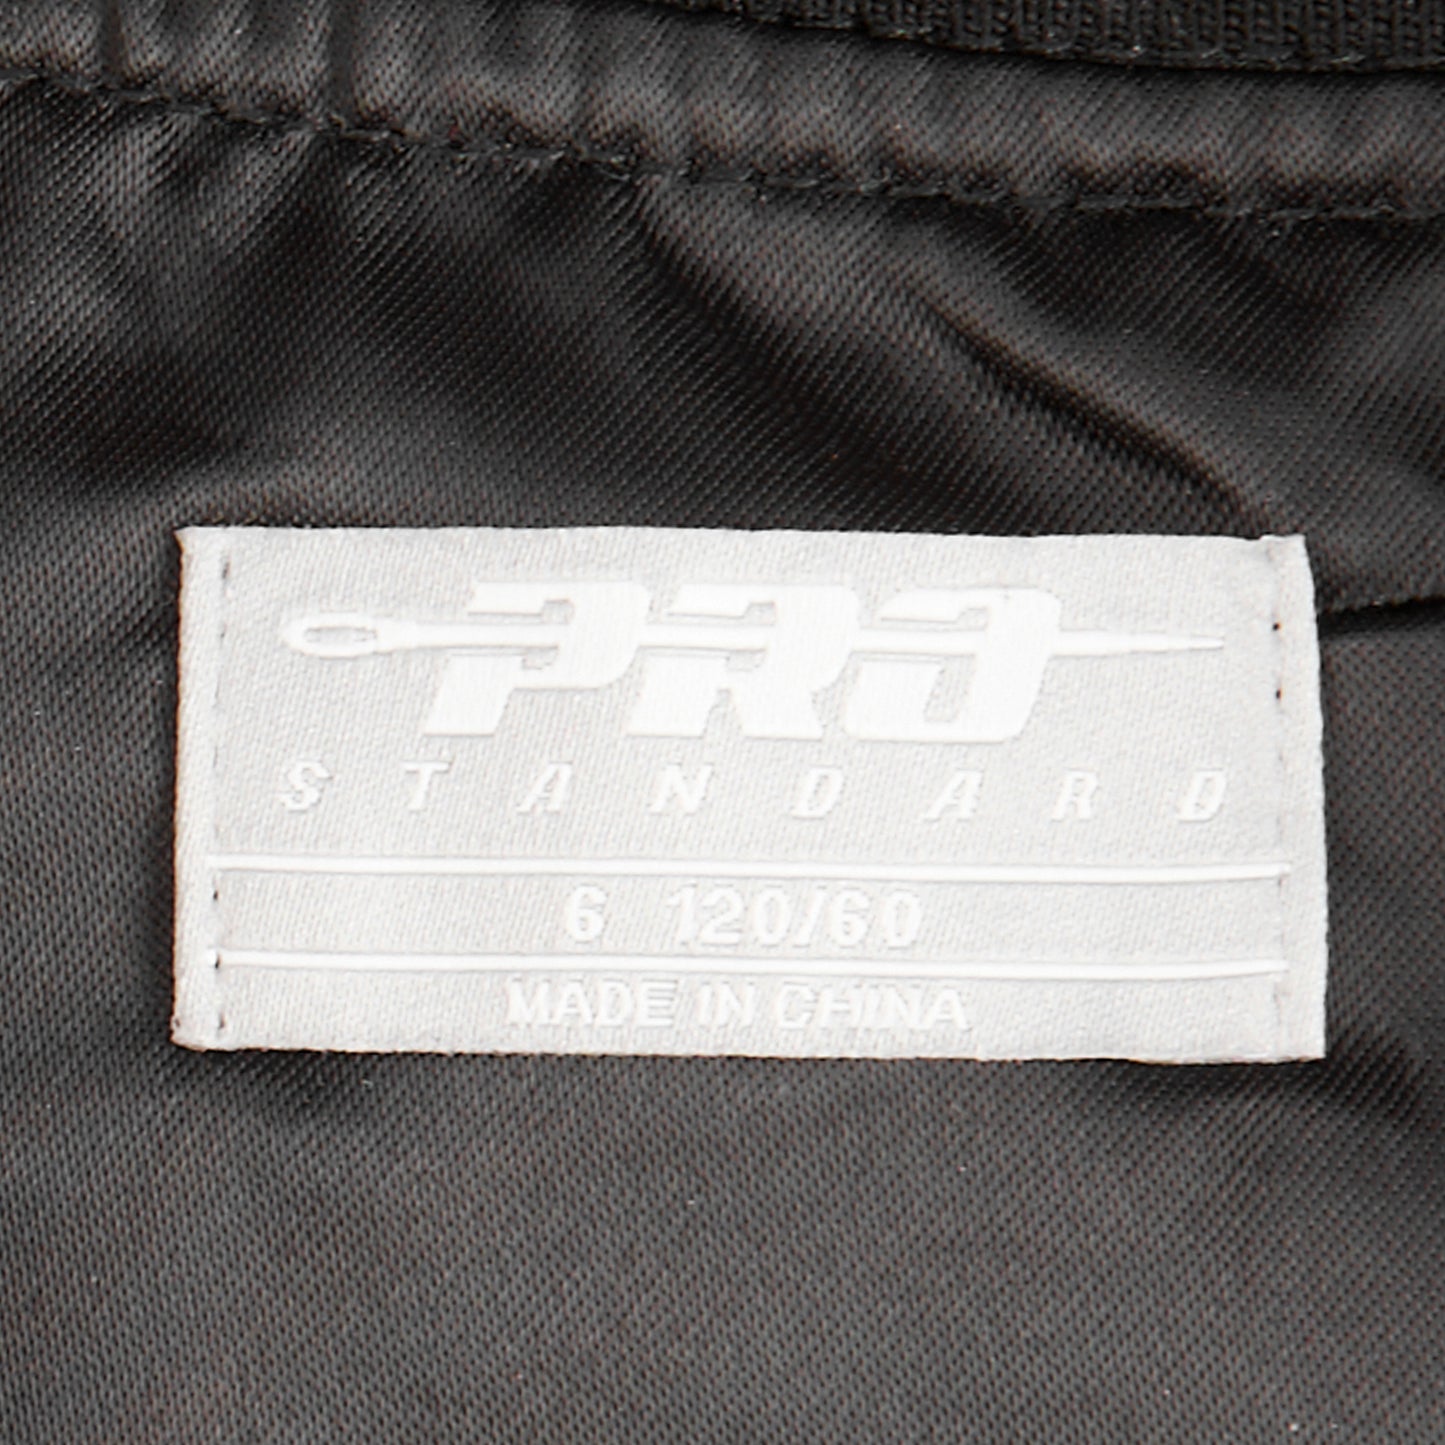 PRO
STANDARD
6 120/60
MADE IN CHINA